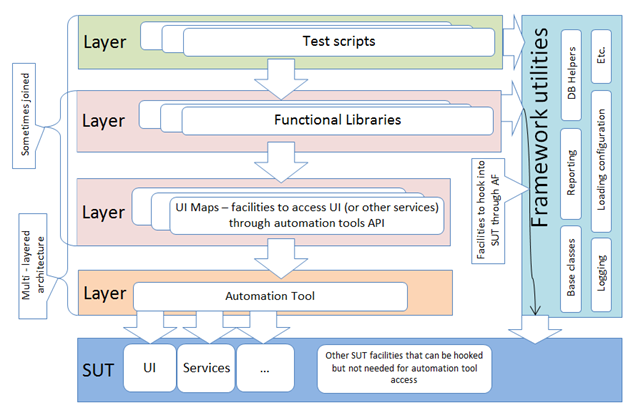 Layer
Test scripts
Layer
Functional Libraries
Layer
UI Maps – facilities to access UI (or other services)
through automation tools API
Layer
Automation Tool
SUT
UI
Services
...
Other SUT facilities that can be hooked
but not needed for automation tool
access
Sometimes joined
Multi - layered
architecture
Facilities to hook into
SUT through AF
Framework utilities
DB Helpers
Etc.
Reporting
Loading configuration
Base classes
Logging